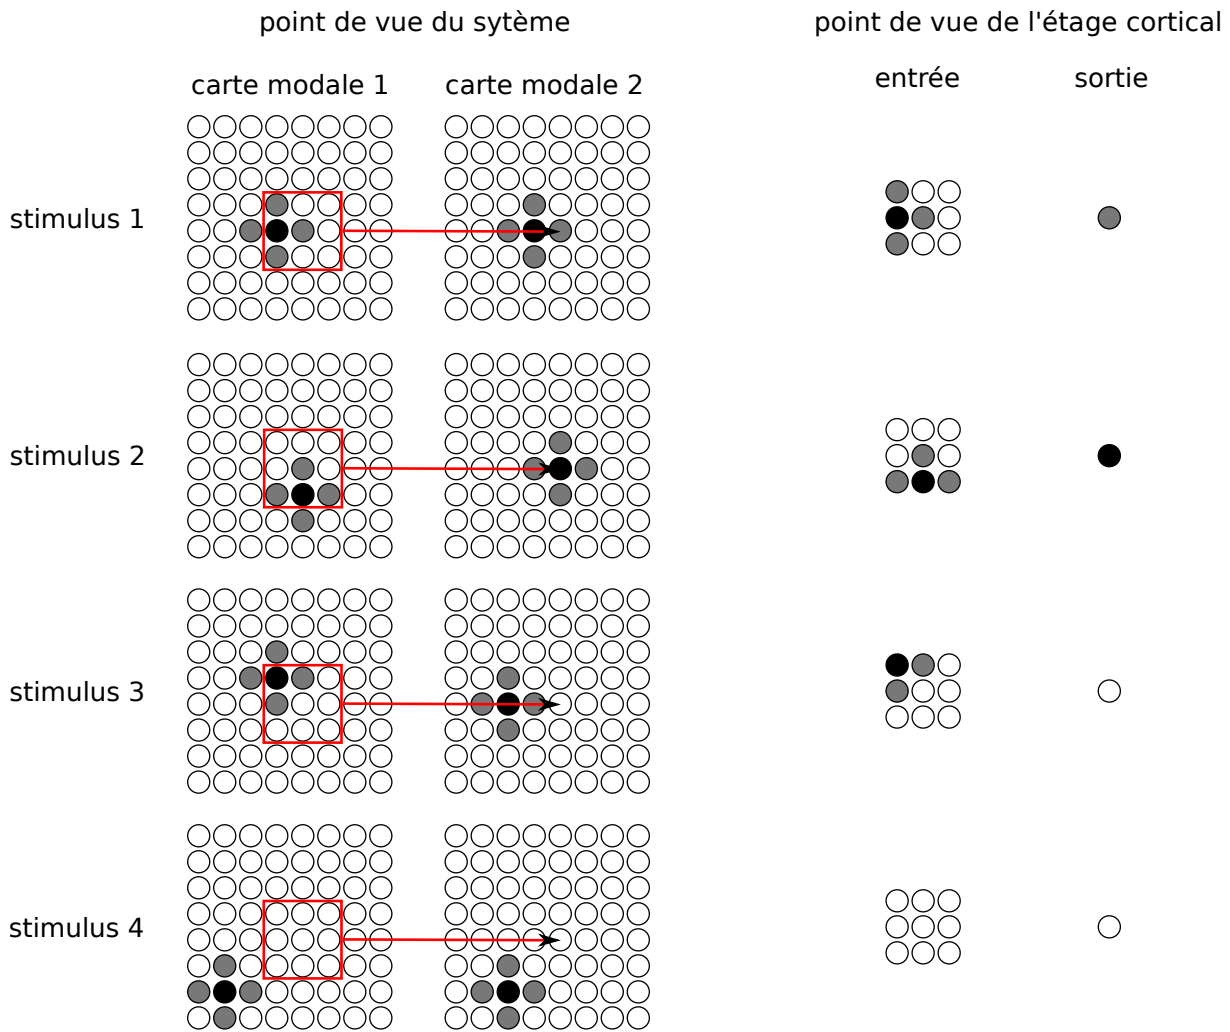 point de vue du sytème
point de vue de l'étage cortical
carte modale 1
carte modale 2
entrée
sortie
stimulus 1
stimulus 2
stimulus 3
stimulus 4